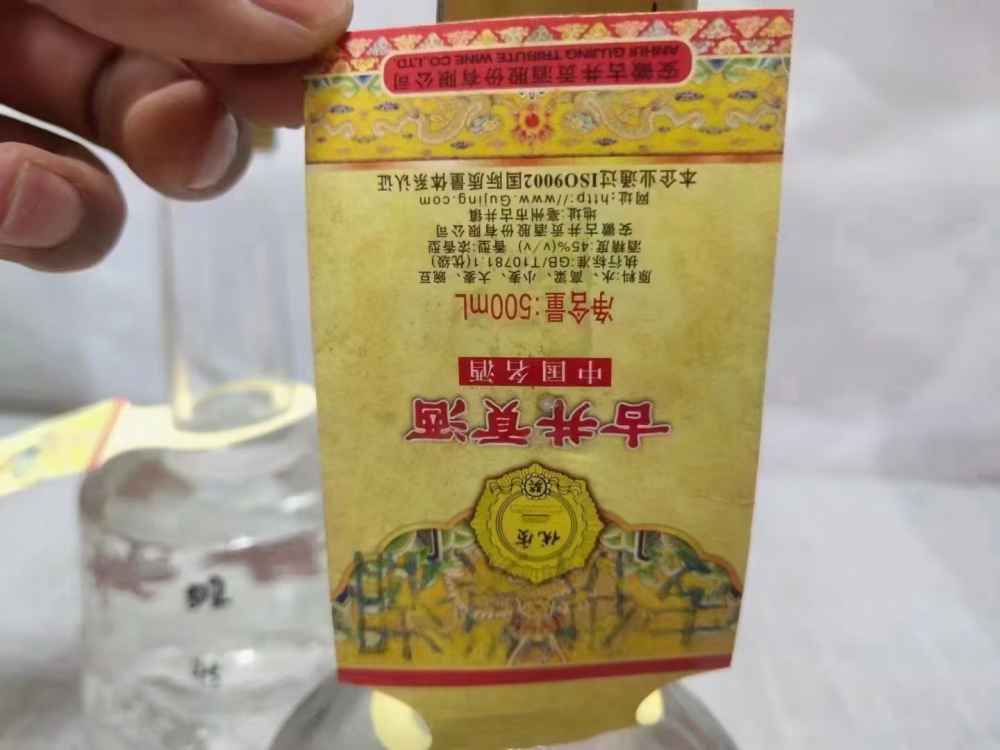 优质
奖
古井贡酒
中国名酒
净含量:500mL
原料:水、高粱、小麦、大麦、豌豆
执行标准:GB/T10781.1(优级)
酒精度:45%(v/v) 香型:浓香型
安徽古井贡酒股份有限公司
地址:亳州市古井镇
网址:http://www.Gujing.com
本企业通过ISO9002国际质量体系认证
安徽古井贡酒股份有限公司
ANHUI GUJING TRIBUTE WINE CO.LTD.